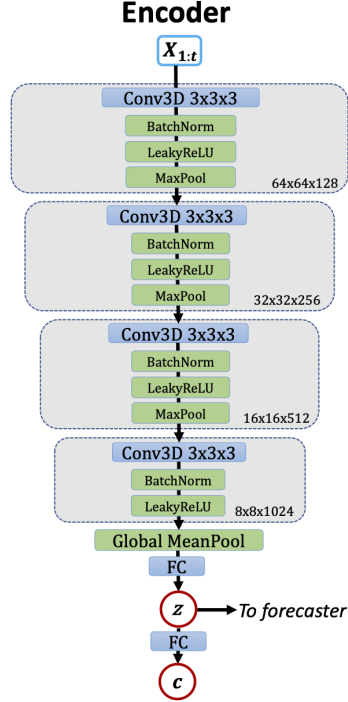 Encoder
X1:t
Conv3D 3x3x3
BatchNorm
LeakyReLU
MaxPool
64x64x128
Conv3D 3x3x3
BatchNorm
LeakyReLU
MaxPool
32x32x256
Conv3D 3x3x3
BatchNorm
LeakyReLU
MaxPool
16x16x512
Conv3D 3x3x3
BatchNorm
LeakyReLU
8x8x1024
Global MeanPool
FC
z
To forecaster
FC
c